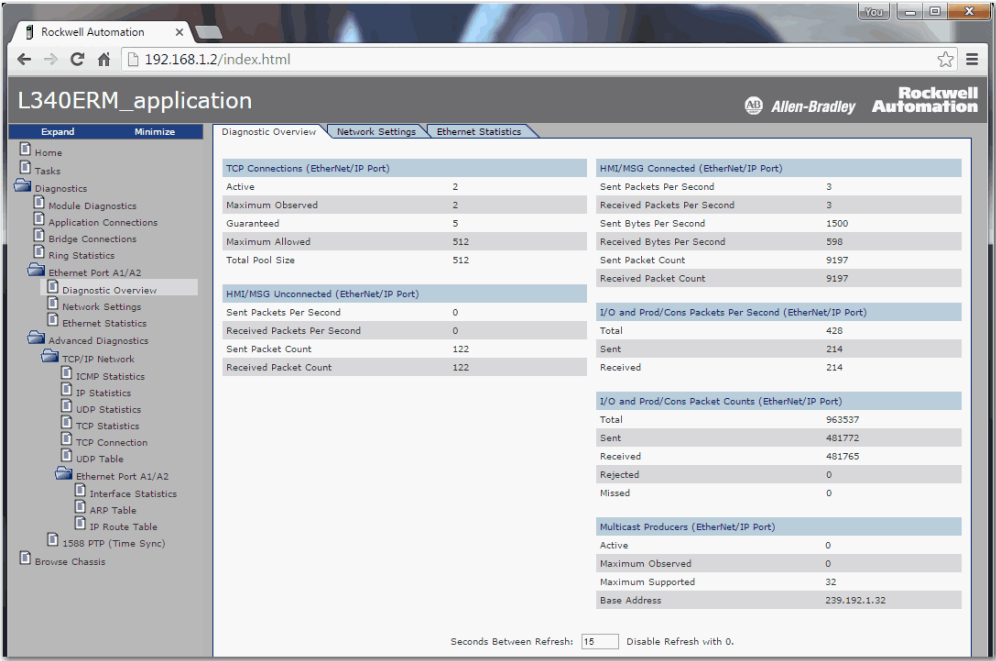 You
Rockwell Automation
192.168.1.2/index.html
L340ERM_application
AB Allen-Bradley Rockwell Automation
Expand Minimize
Home
Tasks
Diagnostics
Module Diagnostics
Application Connections
Bridge Connections
Ring Statistics
Ethernet Port A1/A2
Diagnostic Overview
Network Settings
Ethernet Statistics
Advanced Diagnostics
TCP/IP Network
ICMP Statistics
IP Statistics
UDP Statistics
TCP Statistics
TCP Connection
UDP Table
Ethernet Port A1/A2
Interface Statistics
ARP Table
IP Route Table
1588 PTP (Time Sync)
Browse Chassis
Diagnostic Overview Network Settings Ethernet Statistics
TCP Connections (EtherNet/IP Port)
Active 2
Maximum Observed 2
Guaranteed 5
Maximum Allowed 512
Total Pool Size 512
HMI/MSG Unconnected (EtherNet/IP Port)
Sent Packets Per Second 0
Received Packets Per Second 0
Sent Packet Count 122
Received Packet Count 122
HMI/MSG Connected (EtherNet/IP Port)
Sent Packets Per Second 3
Received Packets Per Second 3
Sent Bytes Per Second 1500
Received Bytes Per Second 598
Sent Packet Count 9197
Received Packet Count 9197
I/O and Prod/Cons Packets Per Second (EtherNet/IP Port)
Total 428
Sent 214
Received 214
I/O and Prod/Cons Packet Counts (EtherNet/IP Port)
Total 963537
Sent 481772
Received 481765
Rejected 0
Missed 0
Multicast Producers (EtherNet/IP Port)
Active 0
Maximum Observed 0
Maximum Supported 32
Base Address 239.192.1.32
Seconds Between Refresh: 15 Disable Refresh with 0.